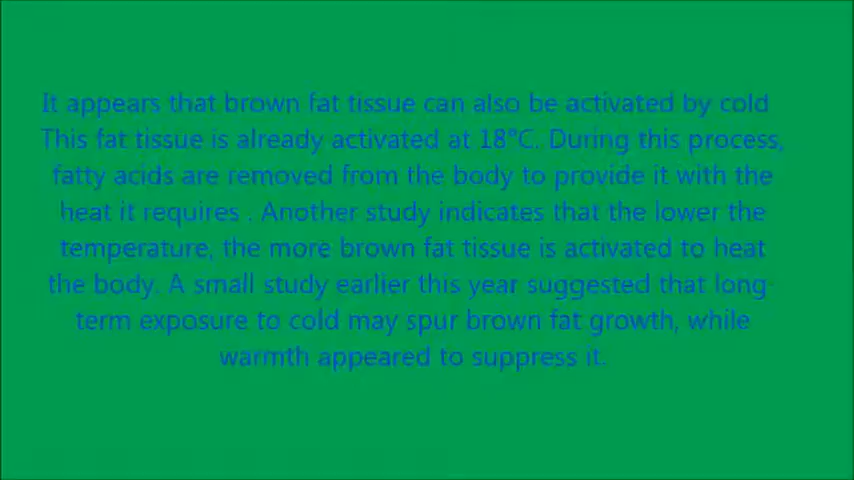 It appears that brown fat tissue can also be activated by cold
This fat tissue is already activated at 18°C. During this process,
fatty acids are removed from the body to provide it with the
heat it requires . Another study indicates that the lower the
temperature, the more brown fat tissue is activated to heat
the body. A small study earlier this year suggested that long-
term exposure to cold may spur brown fat growth, while
warmth appeared to suppress it.